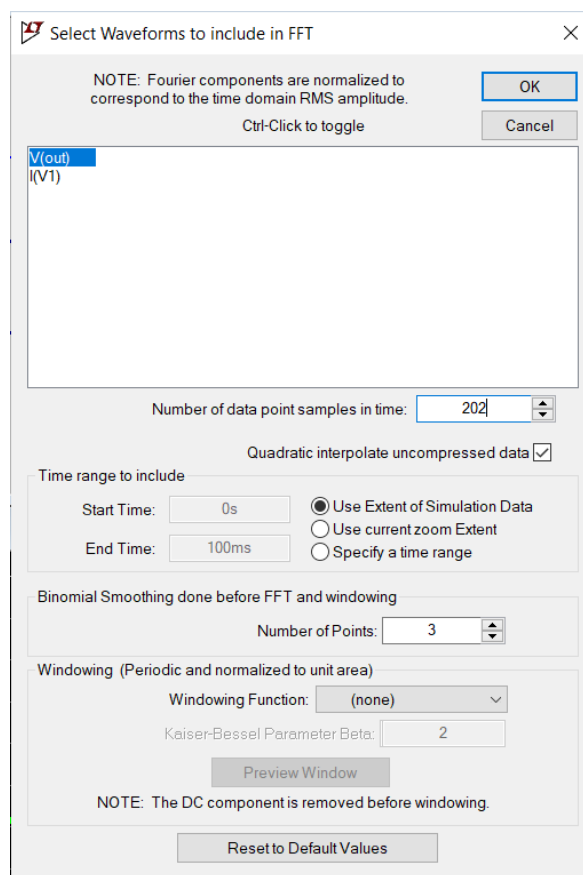 Select Waveforms to include in FFT
NOTE: Fourier components are normalized to
correspond to the time domain RMS amplitude.
OK
Ctrl-Click to toggle
Cancel
V(out)
I(V1)
Number of data point samples in time: 202
Quadratic interpolate uncompressed data
Time range to include
Start Time: 0s
Use Extent of Simulation Data
Use current zoom Extent
End Time: 100ms
Specify a time range
Binomial Smoothing done before FFT and windowing
Number of Points: 3
Windowing (Periodic and normalized to unit area)
Windowing Function: (none)
Kaiser-Bessel Parameter Beta: 2
Preview Window
NOTE: The DC component is removed before windowing.
Reset to Default Values